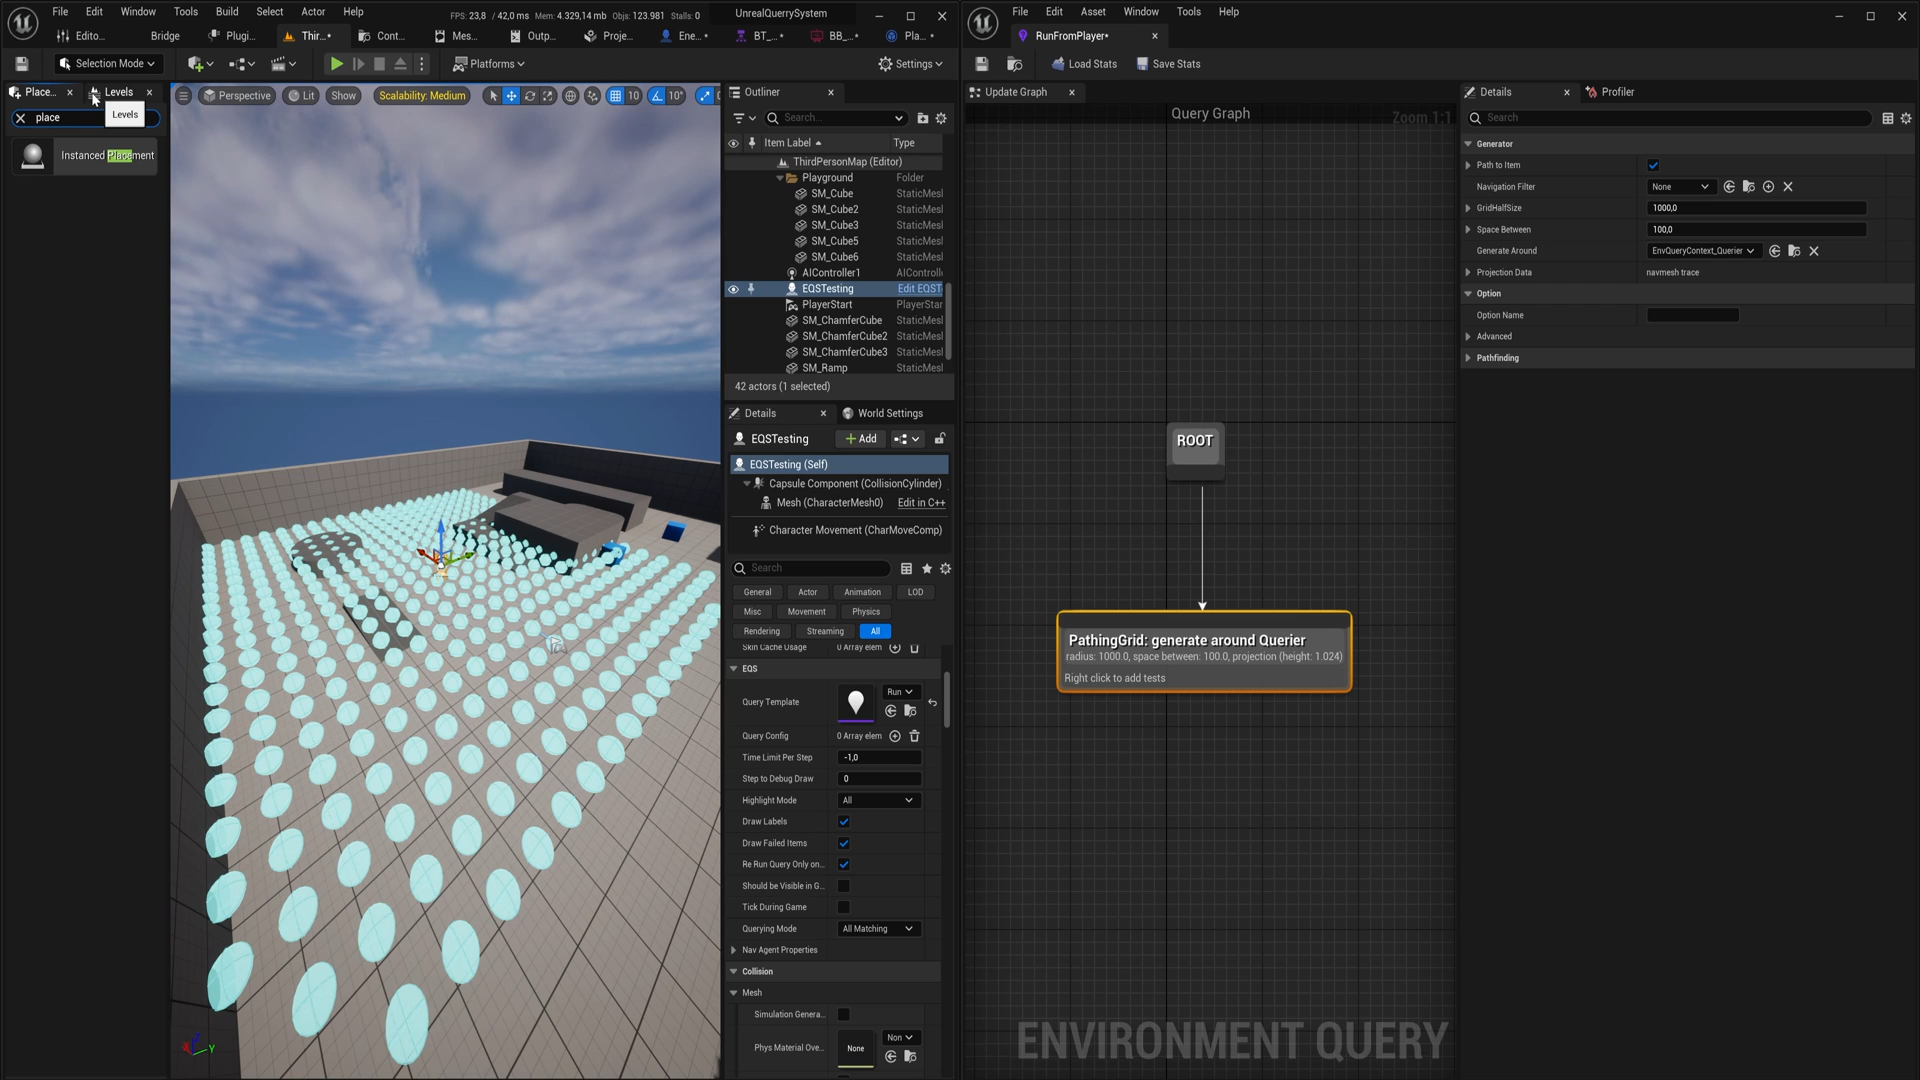 File Edit Window Tools Build Select Actor Help
FPS: 23,8 / 42,0 ms Mem: 4.329,14 mb Objs: 123.981 Stalls: 0
UnrealQuerrySystem
Edito...
Bridge
Plugi...
Thir...*
Cont...
Mes...
Outp...
Proje...
Ene...*
BT_...*
BB_...*
Pla...*
Selection Mode
Platforms
Settings
Place...
Levels
place
Levels
Instanced Placement
Perspective
Lit
Show
Scalability: Medium
10
10°
Outliner
Search...
Item Label
Type
ThirdPersonMap (Editor)
Playground Folder
SM_Cube StaticMesl
SM_Cube2 StaticMesl
SM_Cube3 StaticMesl
SM_Cube5 StaticMesl
SM_Cube6 StaticMesl
AIController1 AIControll
EQSTesting Edit EQST
PlayerStart PlayerStar
SM_ChamferCube StaticMesl
SM_ChamferCube2 StaticMesl
SM_ChamferCube3 StaticMesl
SM_Ramp StaticMesl
42 actors (1 selected)
Details
World Settings
EQSTesting
Add
EQSTesting (Self)
Capsule Component (CollisionCylinder)
Mesh (CharacterMesh0) Edit in C++
Character Movement (CharMoveComp)
Search
General Actor Animation LOD
Misc Movement Physics
Rendering Streaming All
Skin Cache Usage 0 Array elem
EQS
Query Template Run
Query Config 0 Array elem
Time Limit Per Step -1,0
Step to Debug Draw 0
Highlight Mode All
Draw Labels
Draw Failed Items
Re Run Query Only on...
Should be Visible in G...
Tick During Game
Querying Mode All Matching
Nav Agent Properties
Collision
Mesh
Simulation Genera...
Phys Material Ove... None Non
File Edit Asset Window Tools Help
RunFromPlayer*
Load Stats
Save Stats
Update Graph
Query Graph
Zoom 1:1
ROOT
PathingGrid: generate around Querier
radius: 1000.0, space between: 100.0, projection (height: 1.024)
Right click to add tests
ENVIRONMENT QUERY
Details
Profiler
Search
Generator
Path to Item
Navigation Filter None
GridHalfSize 1000,0
Space Between 100,0
Generate Around EnvQueryContext_Querier
Projection Data navmesh trace
Option
Option Name
Advanced
Pathfinding